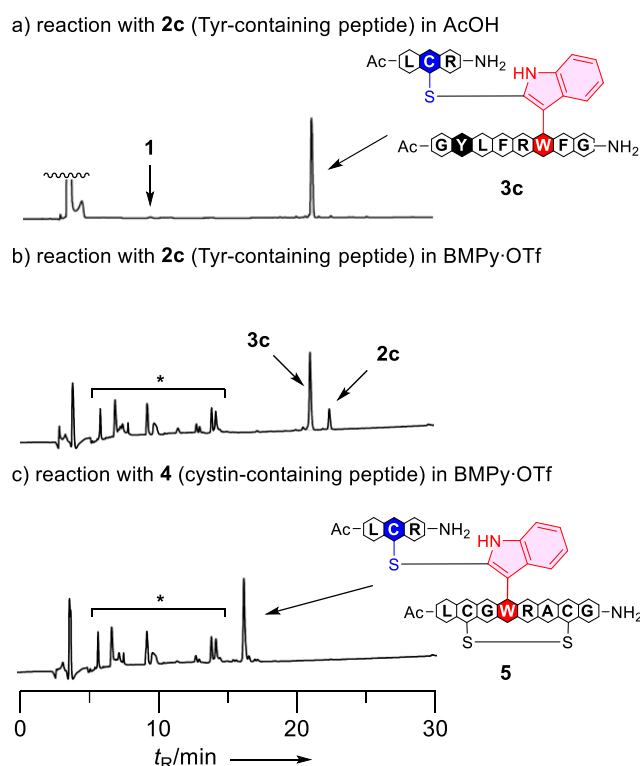 a) reaction with 2c (Tyr-containing peptide) in AcOH
Ac L C R NH2
HN
S
1
Ac G Y L F R W F G NH2
3c
b) reaction with 2c (Tyr-containing peptide) in BMPy·OTf
3c
2c
*
c) reaction with 4 (cystin-containing peptide) in BMPy·OTf
Ac L C R NH2
HN
S
*
Ac L C G W R A C G NH2
S S
5
0 10 20 30
tR/min